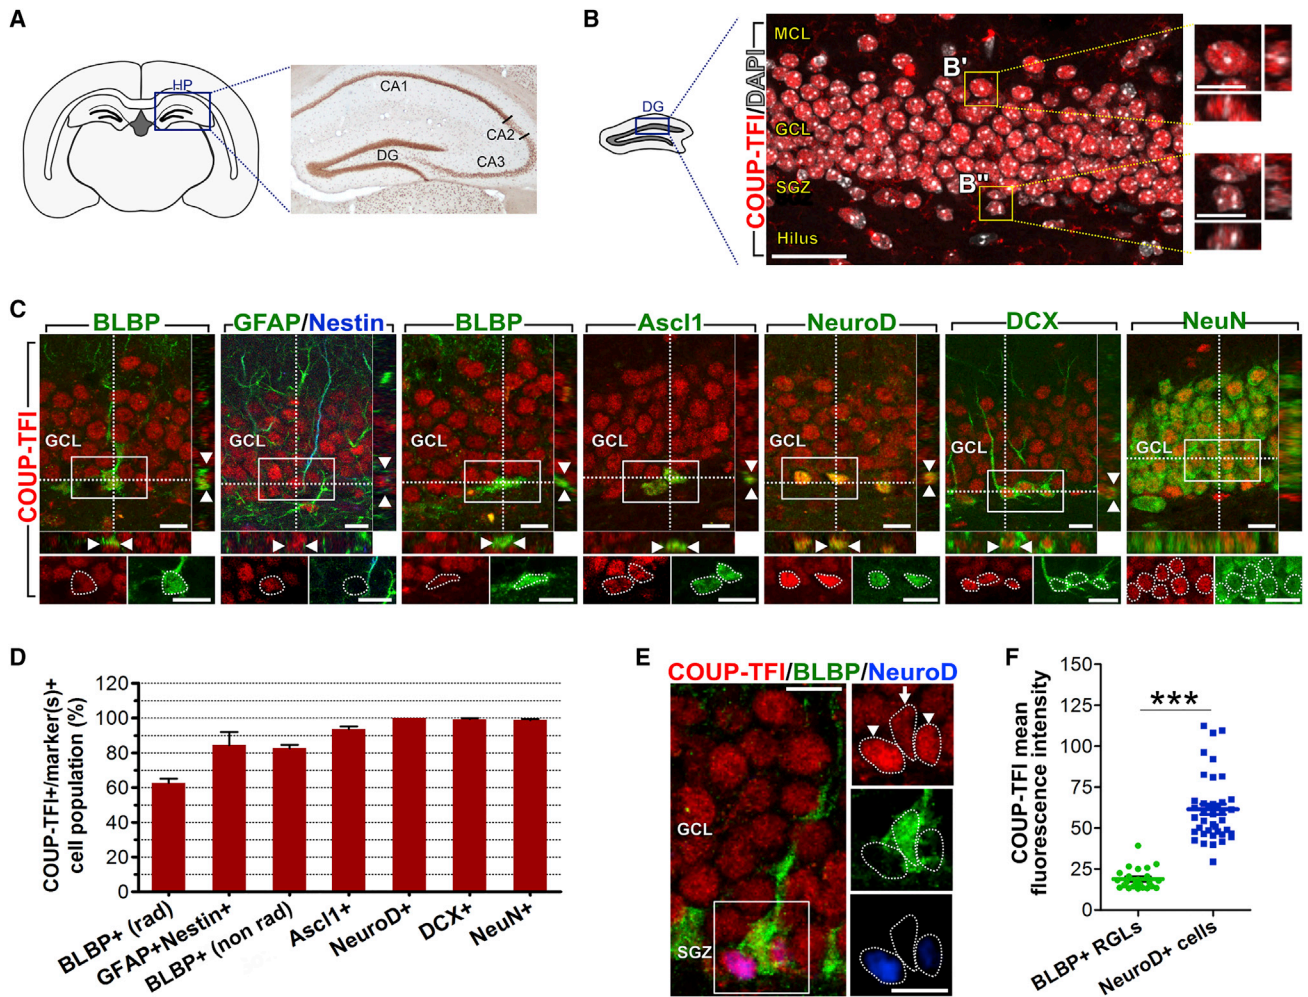 A
HP
CA1
CA2
DG
CA3
B
DG
COUP-TFI/DAPI
MCL
B'
GCL
SGZ
B"
Hilus
C
COUP-TFI
BLBP
GFAP/Nestin
BLBP
Ascl1
NeuroD
DCX
NeuN
GCL
GCL
GCL
GCL
GCL
GCL
GCL
D
COUP-TFI+/marker(s)+
cell population (%)
120
100
80
60
40
20
0
BLBP+ (rad)
GFAP+Nestin+
BLBP+ (non rad)
Ascl1+
NeuroD+
DCX+
NeuN+
E
COUP-TFI/BLBP/NeuroD
GCL
SGZ
F
COUP-TFI mean
fluorescence intensity
150
125
100
75
50
25
0
***
BLBP+ RGLs
NeuroD+ cells